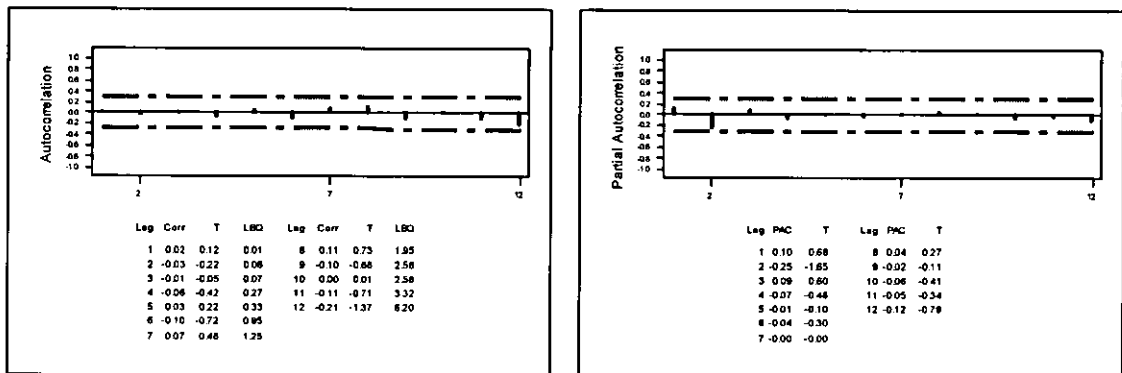 Autocorrelation
1.0
0.8
0.6
0.4
0.2
0.0
-0.2
-0.4
-0.6
-0.8
-1.0
2 7 12
Lag Corr T LBQ Lag Corr T LBQ
1 0.02 0.12 0.01 8 0.11 0.73 1.95
2 -0.03 -0.22 0.06 9 -0.10 -0.68 2.56
3 -0.01 -0.05 0.07 10 0.00 0.01 2.56
4 -0.06 -0.42 0.27 11 -0.11 -0.71 3.32
5 0.03 0.22 0.33 12 -0.21 -1.37 6.20
6 -0.10 -0.72 0.95
7 0.07 0.48 1.25
Partial Autocorrelation
1.0
0.8
0.6
0.4
0.2
0.0
-0.2
-0.4
-0.6
-0.8
-1.0
2 7 12
Lag PAC T Lag PAC T
1 0.10 0.68 8 0.04 0.27
2 -0.25 -1.65 9 -0.02 -0.11
3 0.09 0.60 10 -0.06 -0.41
4 -0.07 -0.48 11 -0.05 -0.34
5 -0.01 -0.10 12 -0.12 -0.79
6 -0.04 -0.30
7 -0.00 -0.00